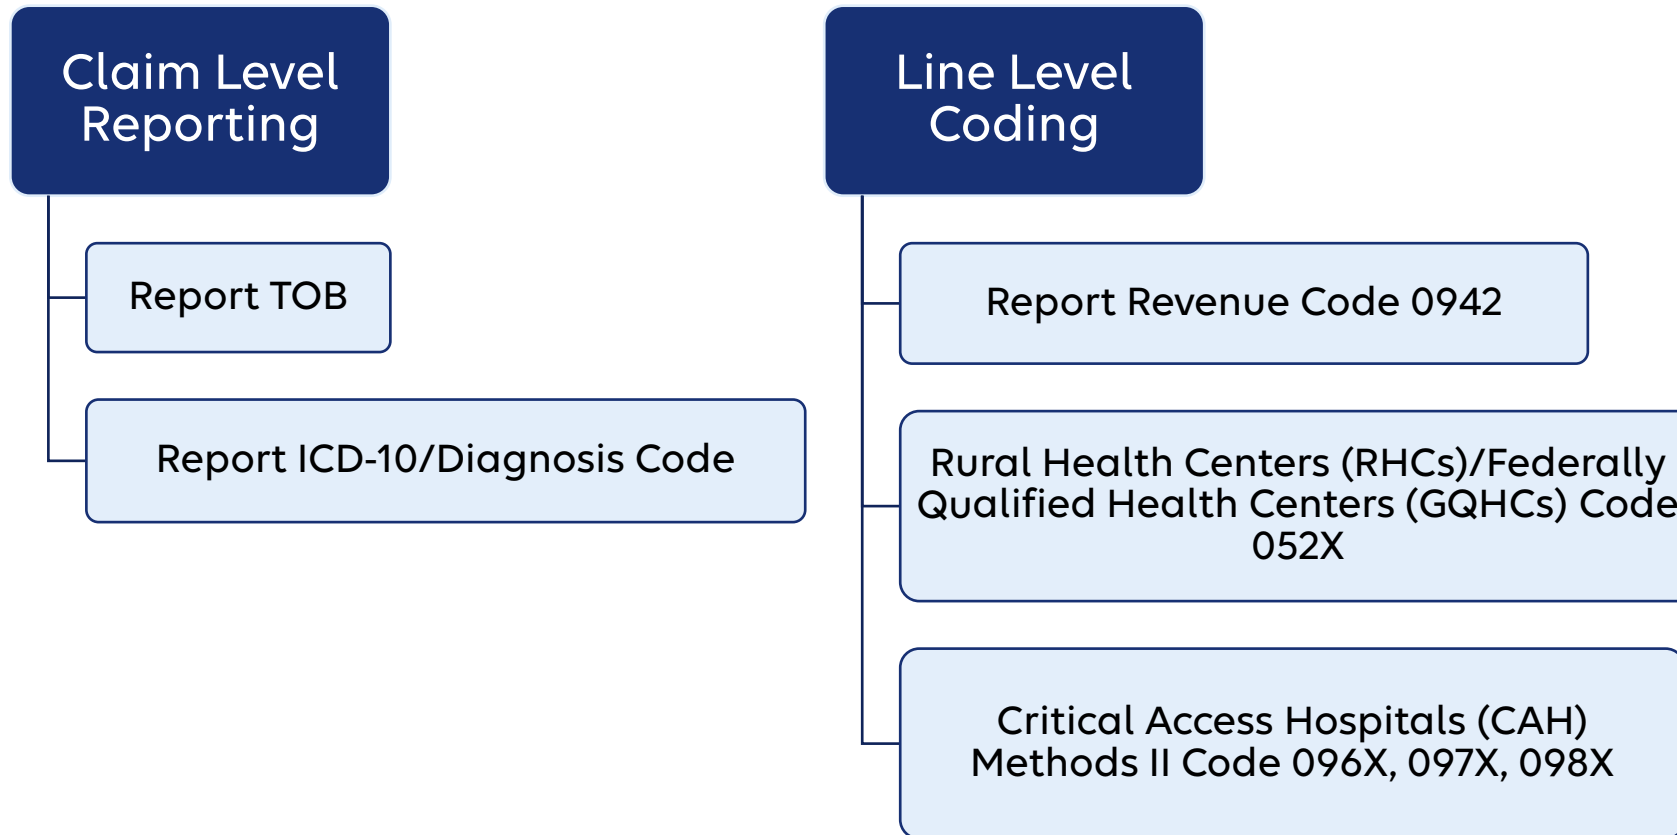 Claim Level
Reporting
Report TOB
Report ICD-10/Diagnosis Code
Line Level
Coding
Report Revenue Code 0942
Rural Health Centers (RHCs)/Federally
Qualified Health Centers (GQHCs) Code
052X
Critical Access Hospitals (CAH)
Methods II Code 096X, 097X, 098X